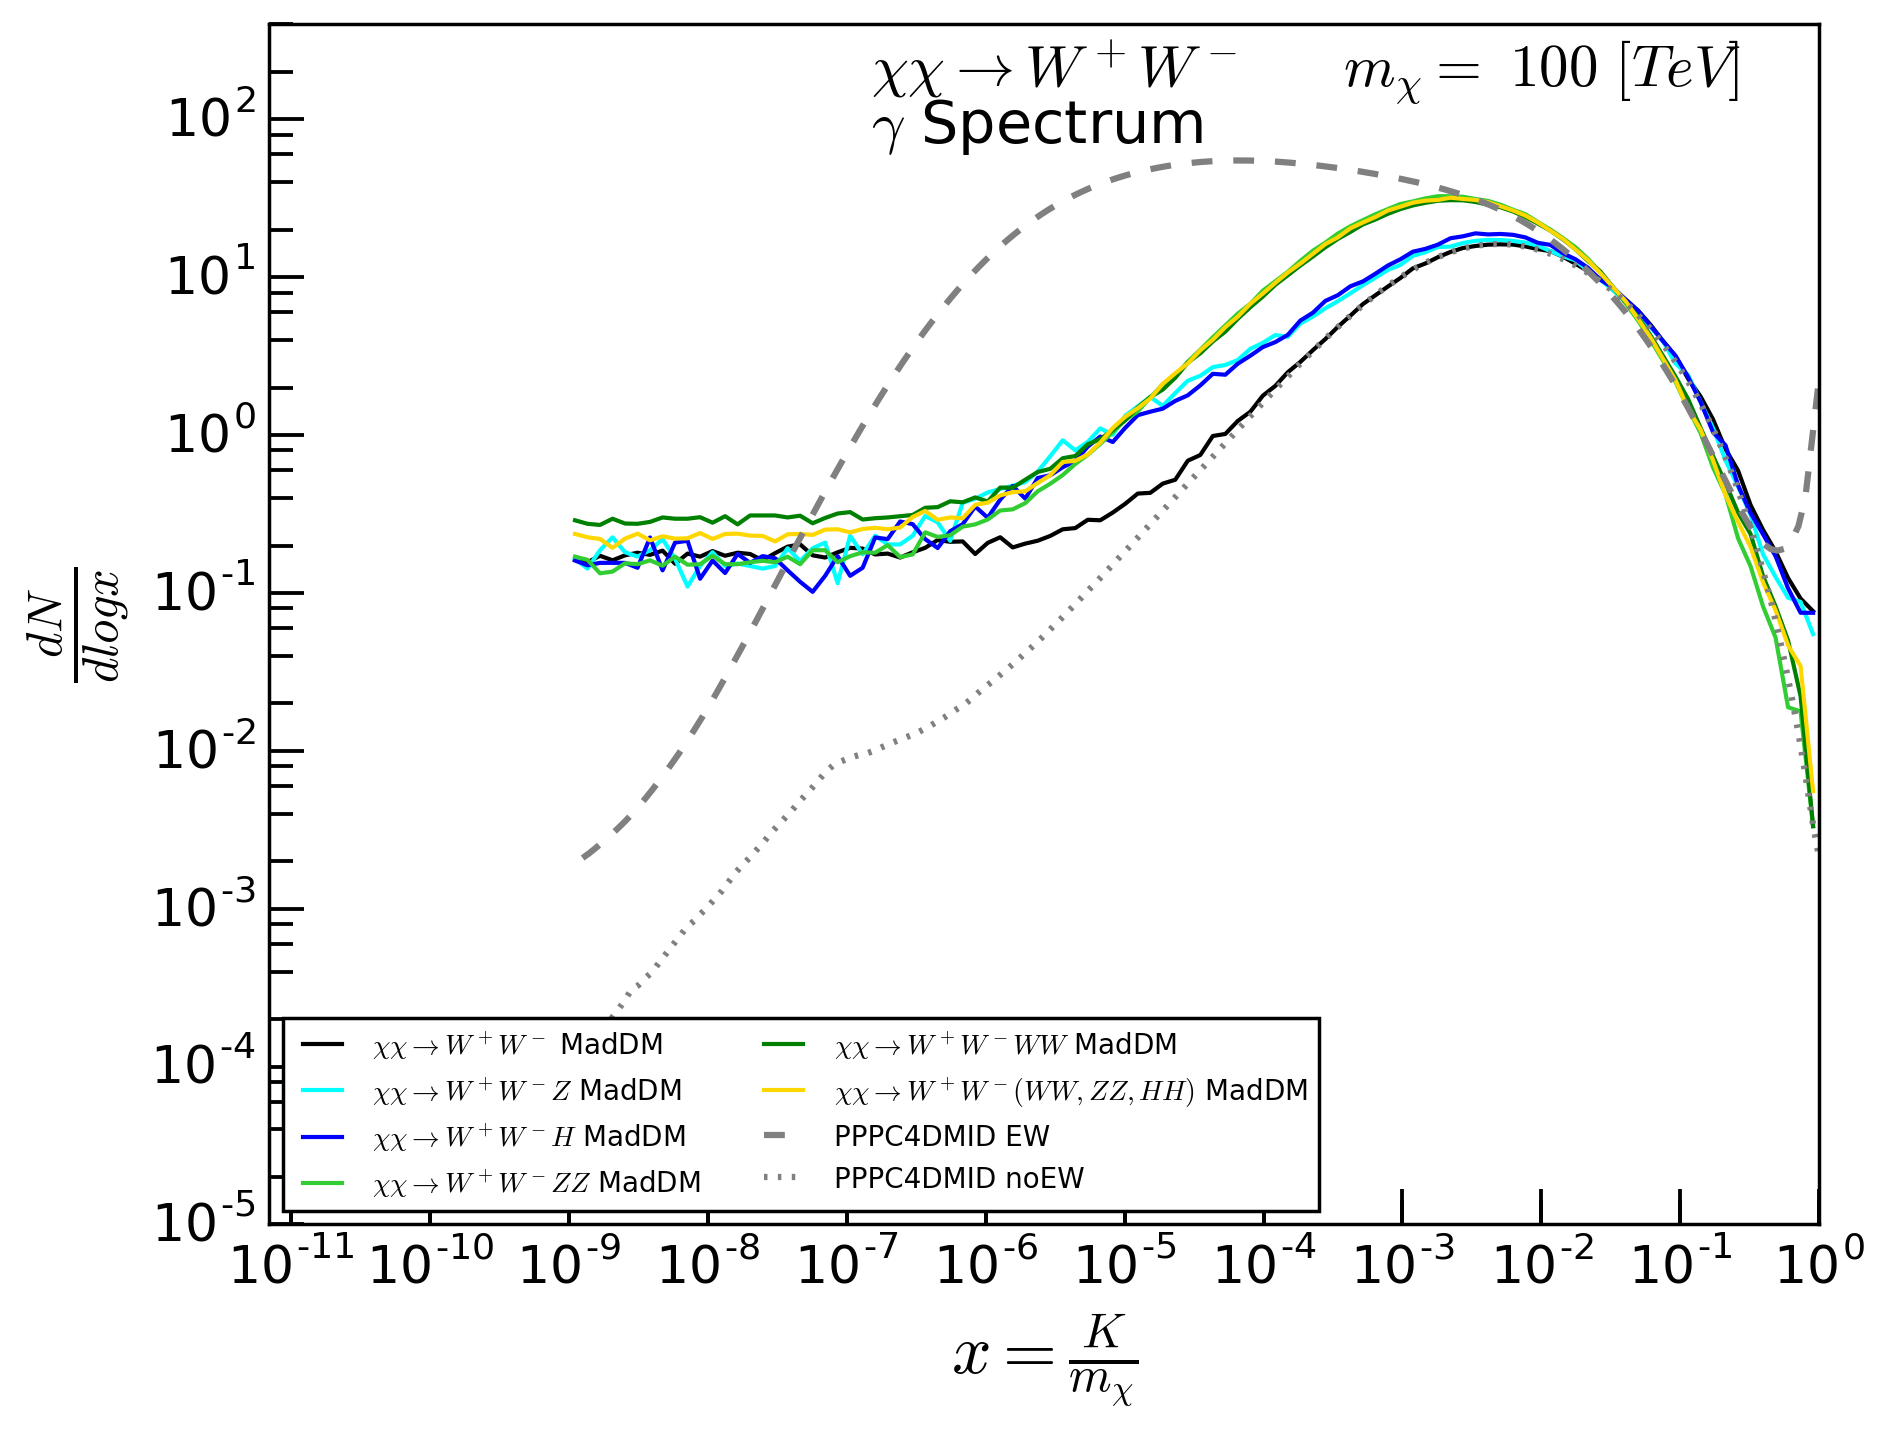 χχ → W⁺W⁻ m_χ = 100 [TeV]
γ Spectrum
10²
10¹
10⁰
10⁻¹
10⁻²
10⁻³
10⁻⁴
10⁻⁵
dN
dlogx
χχ → W⁺W⁻ MadDM
χχ → W⁺W⁻Z MadDM
χχ → W⁺W⁻H MadDM
χχ → W⁺W⁻ZZ MadDM
χχ → W⁺W⁻WW MadDM
χχ → W⁺W⁻(WW, ZZ, HH) MadDM
PPPC4DMID EW
PPPC4DMID noEW
10⁻¹¹ 10⁻¹⁰ 10⁻⁹ 10⁻⁸ 10⁻⁷ 10⁻⁶ 10⁻⁵ 10⁻⁴ 10⁻³ 10⁻² 10⁻¹ 10⁰
x = K/m_χ